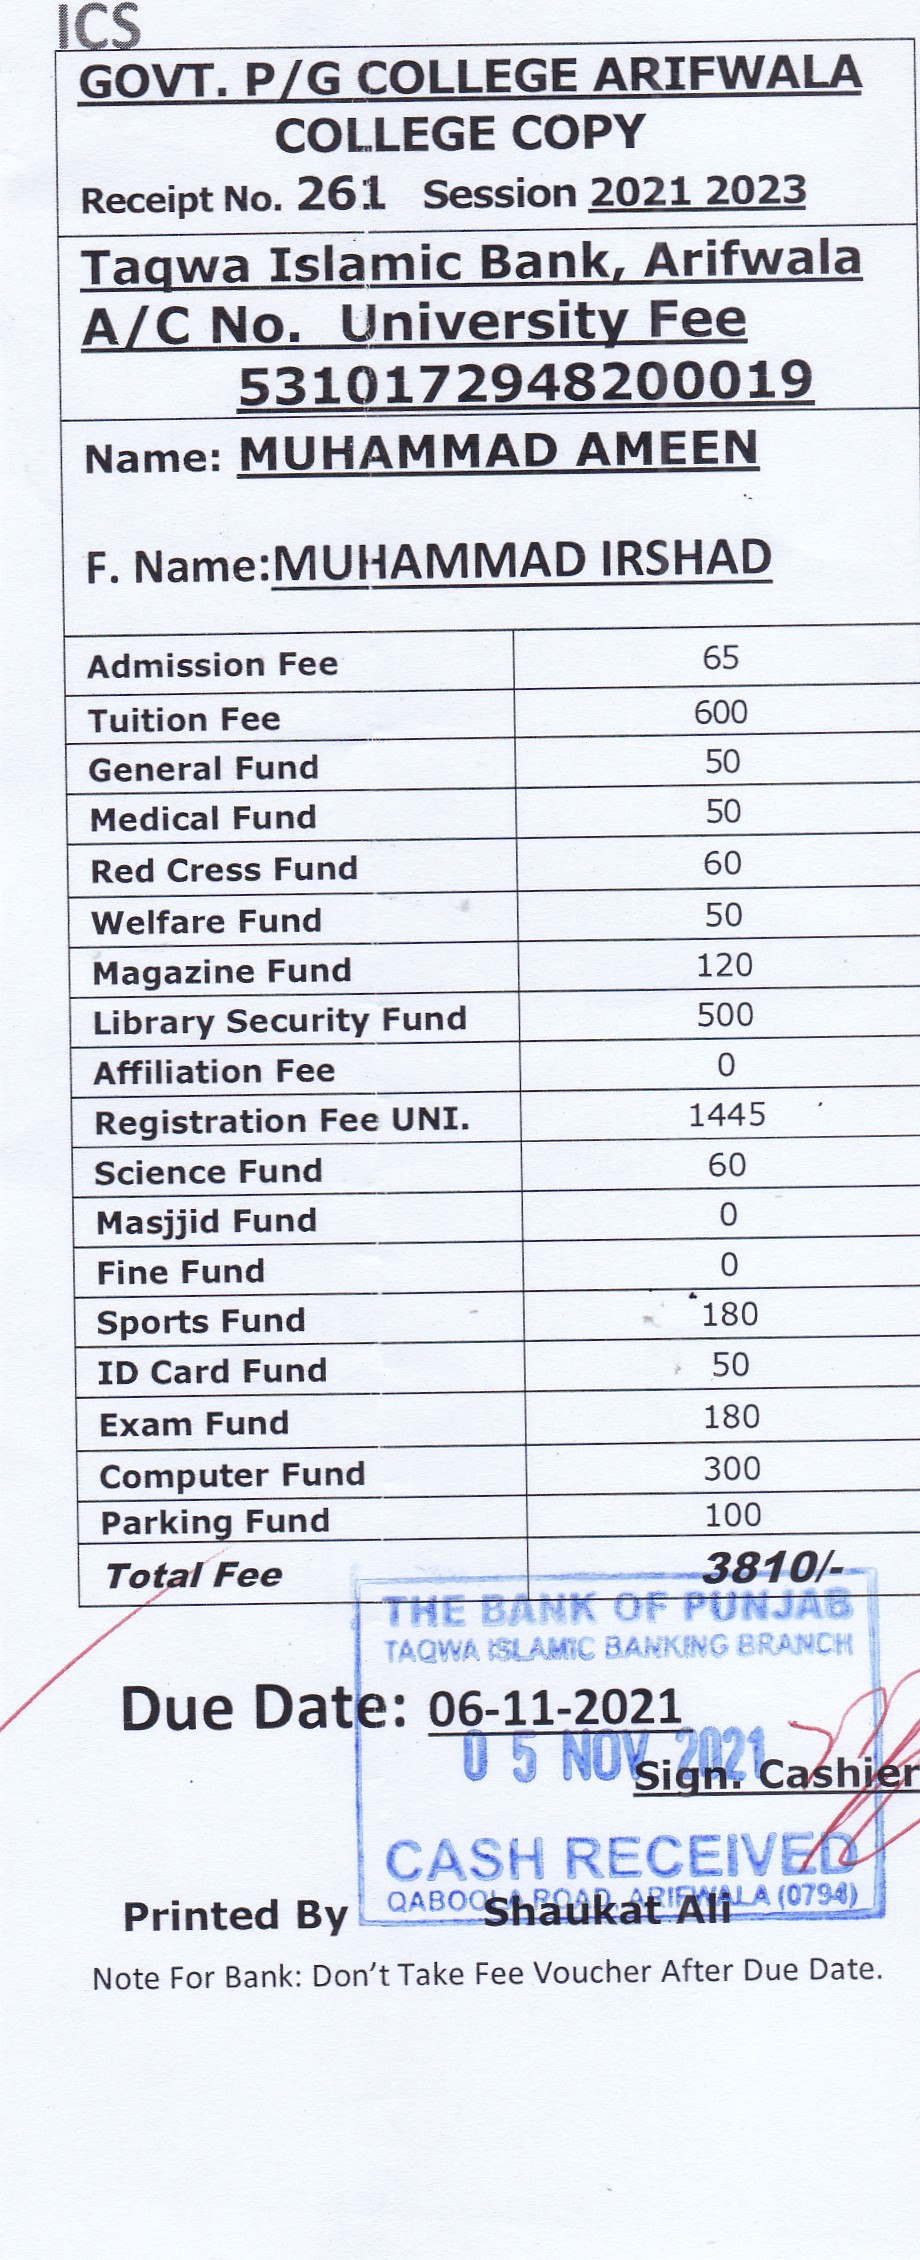 ICS
GOVT. P/G COLLEGE ARIFWALA
COLLEGE COPY
Receipt No. 261 Session 2021 2023
Taqwa Islamic Bank, Arifwala
A/C No. University Fee
5310172948200019
Name: MUHAMMAD AMEEN
F. Name:MUHAMMAD IRSHAD
Admission Fee 65
Tuition Fee 600
General Fund 50
Medical Fund 50
Red Cress Fund 60
Welfare Fund 50
Magazine Fund 120
Library Security Fund 500
Affiliation Fee 0
Registration Fee UNI. 1445
Science Fund 60
Masjjid Fund 0
Fine Fund 0
Sports Fund 180
ID Card Fund 50
Exam Fund 180
Computer Fund 300
Parking Fund 100
Total Fee 3810/-
THE BANK OF PUNJAB
TAQWA ISLAMIC BANKING BRANCH
Due Date: 06-11-2021
05 NOV 2021
Sign. Cashier
CASH RECEIVED
QABOOLA ROAD, ARIFWALA (0794)
Printed By Shaukat Ali
Note For Bank: Don't Take Fee Voucher After Due Date.